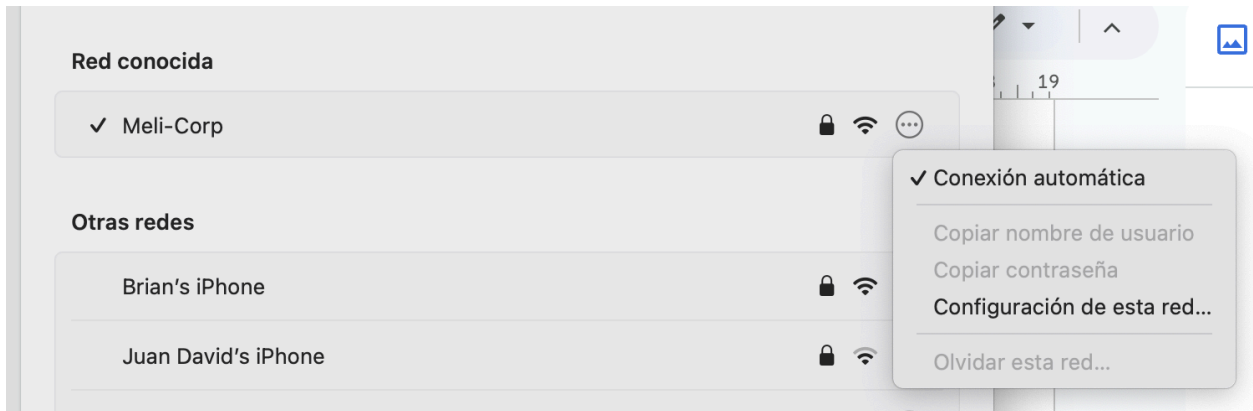 19
Red conocida
Meli-Corp
Conexión automática
Copiar nombre de usuario
Copiar contraseña
Configuración de esta red...
Olvidar esta red...
Otras redes
Brian's iPhone
Juan David's iPhone